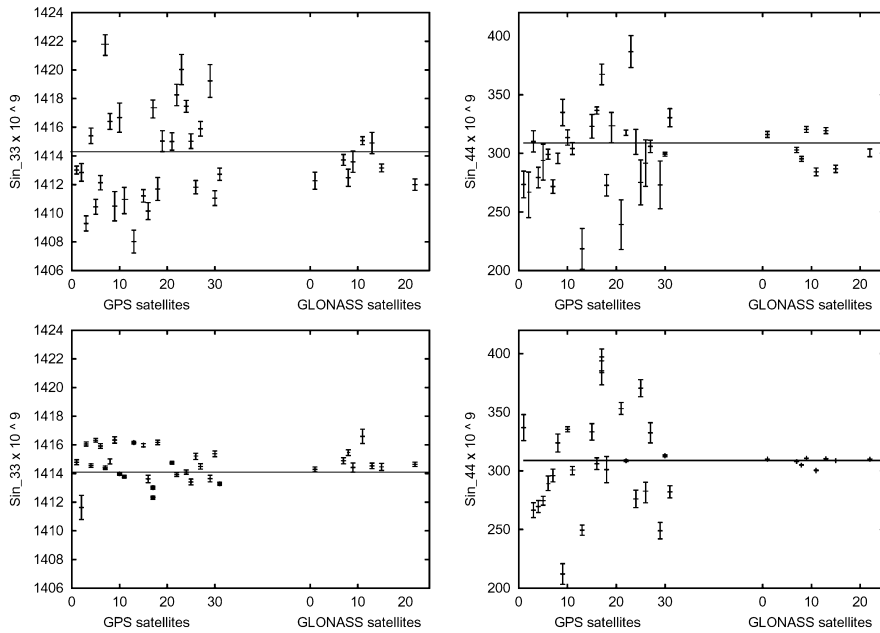 1424
1422
1420
1418
1416
1414
1412
1410
1408
1406
Sin_33 x 10 ^ 9
0 10 20 30 0 10 20
GPS satellites GLONASS satellites
400
350
300
250
200
Sin_44 x 10 ^ 9
0 10 20 30 0 10 20
GPS satellites GLONASS satellites
1424
1422
1420
1418
1416
1414
1412
1410
1408
1406
Sin_33 x 10 ^ 9
0 10 20 30 0 10 20
GPS satellites GLONASS satellites
400
350
300
250
200
Sin_44 x 10 ^ 9
0 10 20 30 0 10 20
GPS satellites GLONASS satellites